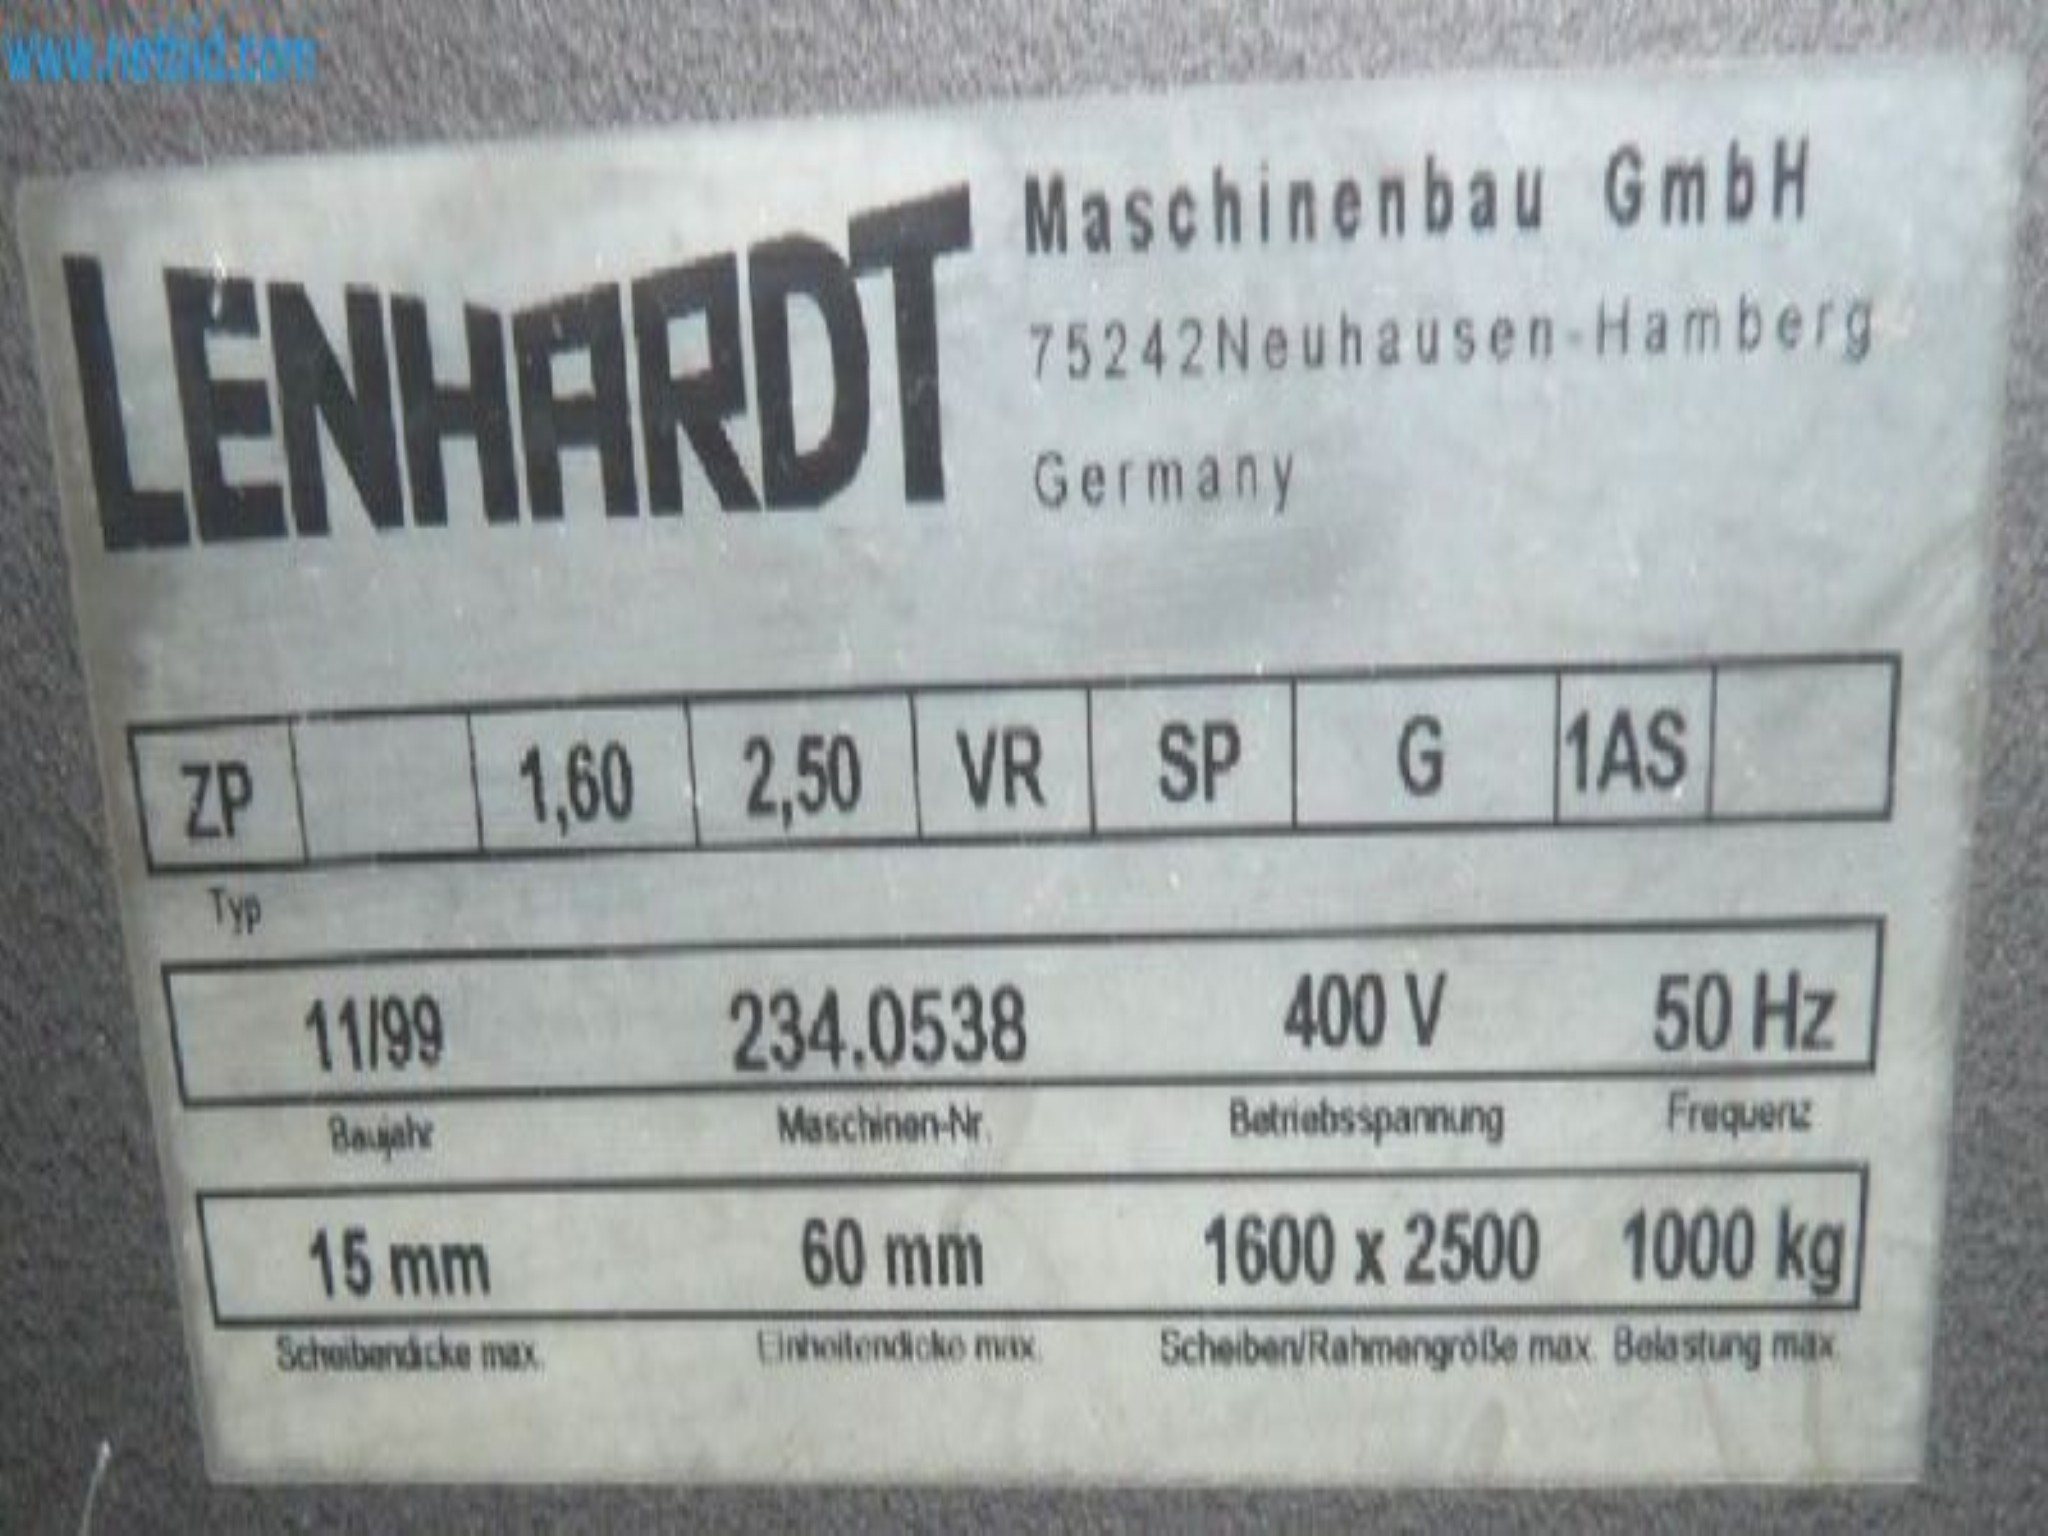 www.netbid.com
LENHARDT
Maschinenbau GmbH
75242Neuhausen-Hamberg
Germany
ZP 1,60 2,50 VR SP G 1AS
Typ
11/99 234.0538 400 V 50 Hz
Baujahr Maschinen-Nr. Betriebsspannung Frequenz
15 mm 60 mm 1600 x 2500 1000 kg
Scheibendicke max. Einheitendicke max. Scheiben/Rahmengröße max. Belastung max.